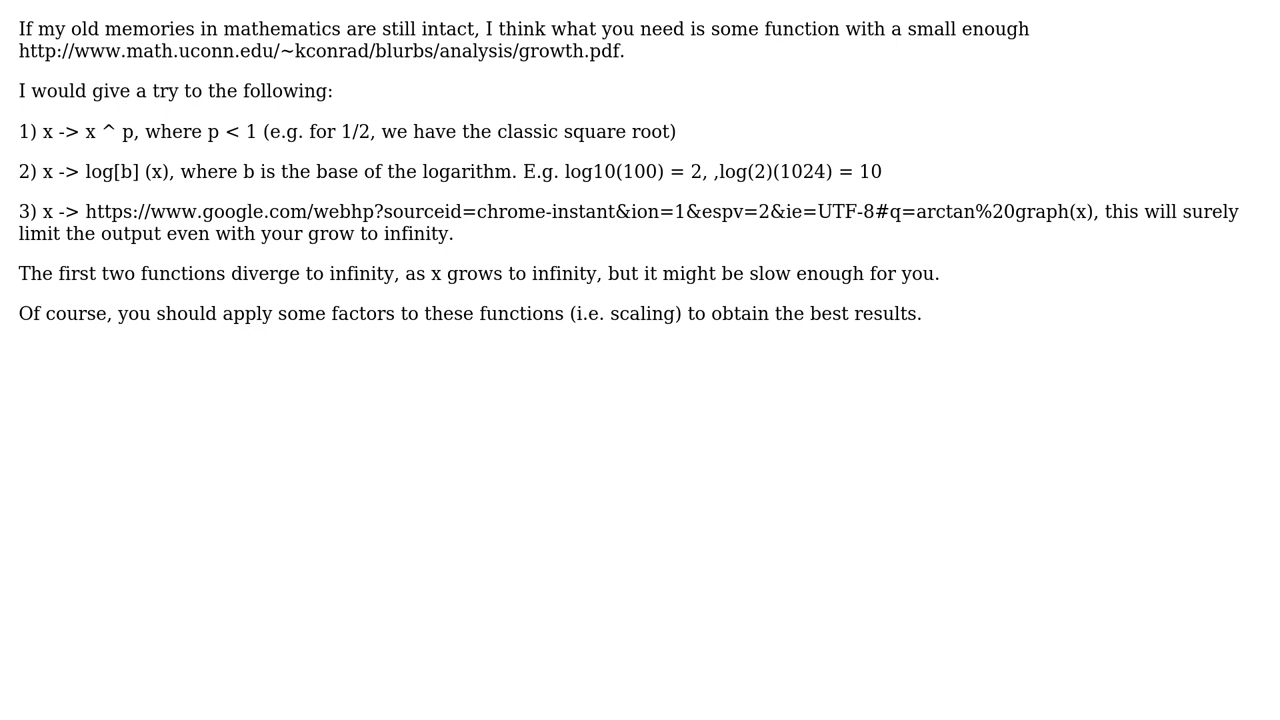 If my old memories in mathematics are still intact, I think what you need is some function with a small enough
http://www.math.uconn.edu/~kconrad/blurbs/analysis/growth.pdf.
I would give a try to the following:
1) x -> x ^ p, where p < 1 (e.g. for 1/2, we have the classic square root)
2) x -> log[b] (x), where b is the base of the logarithm. E.g. log10(100) = 2, ,log(2)(1024) = 10
3) x -> https://www.google.com/webhp?sourceid=chrome-instant&ion=1&espv=2&ie=UTF-8#q=arctan%20graph(x), this will surely
limit the output even with your grow to infinity.
The first two functions diverge to infinity, as x grows to infinity, but it might be slow enough for you.
Of course, you should apply some factors to these functions (i.e. scaling) to obtain the best results.